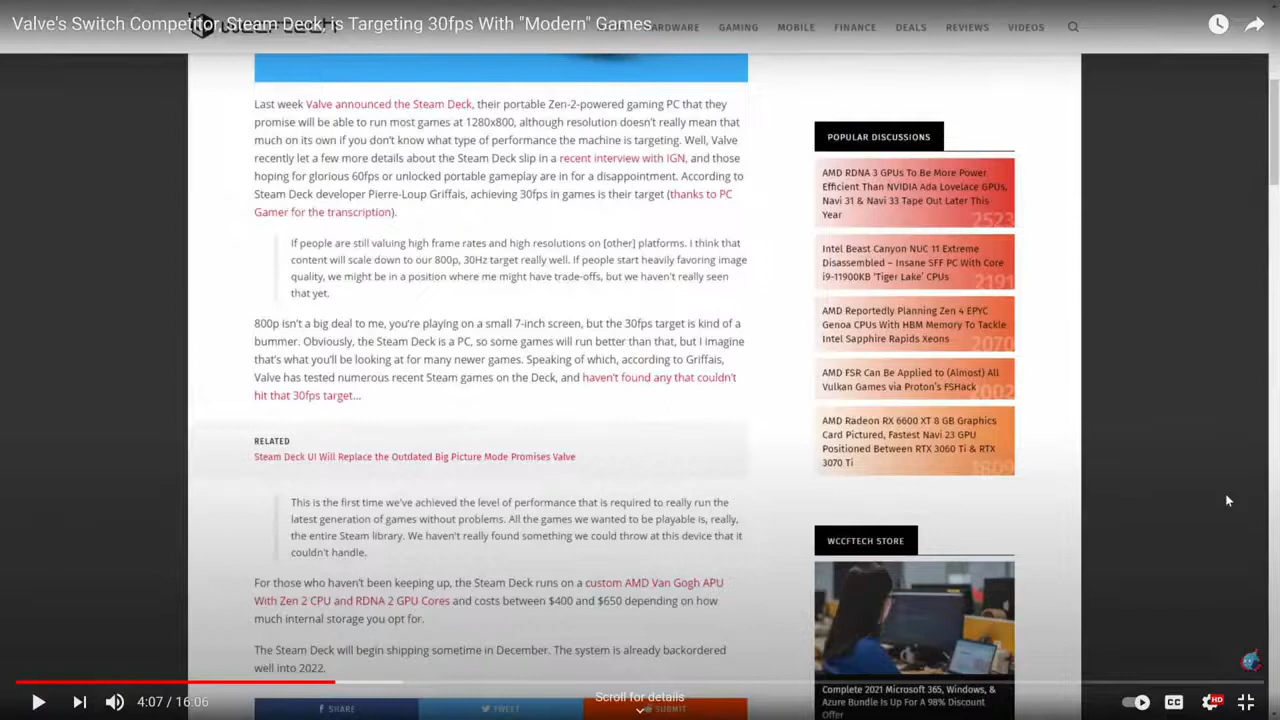 Valve's Switch Competitor, Steam Deck, is Targeting 30fps With "Modern" Games
HARDWARE GAMING MOBILE FINANCE DEALS REVIEWS VIDEOS
Last week Valve announced the Steam Deck, their portable Zen-2-powered gaming PC that they
promise will be able to run most games at 1280x800, although resolution doesn't really mean that
much on its own if you don't know what type of performance the machine is targeting. Well, Valve
recently let a few more details about the Steam Deck slip in a recent interview with IGN, and those
hoping for glorious 60fps or unlocked portable gameplay are in for a disappointment. According to
Steam Deck developer Pierre-Loup Griffais, achieving 30fps in games is their target (thanks to PC
Gamer for the transcription).
If people are still valuing high frame rates and high resolutions on [other] platforms. I think that
content will scale down to our 800p, 30Hz target really well. If people start heavily favoring image
quality, we might be in a position where me might have trade-offs, but we haven't really seen
that yet.
800p isn't a big deal to me, you're playing on a small 7-inch screen, but the 30fps target is kind of a
bummer. Obviously, the Steam Deck is a PC, so some games will run better than that, but I imagine
that's what you'll be looking at for many newer games. Speaking of which, according to Griffais,
Valve has tested numerous recent Steam games on the Deck, and haven't found any that couldn't
hit that 30fps target...
RELATED
Steam Deck UI Will Replace the Outdated Big Picture Mode Promises Valve
This is the first time we've achieved the level of performance that is required to really run the
latest generation of games without problems. All the games we wanted to be playable is, really,
the entire Steam library. We haven't really found something we could throw at this device that it
couldn't handle.
For those who haven't been keeping up, the Steam Deck runs on a custom AMD Van Gogh APU
With Zen 2 CPU and RDNA 2 GPU Cores and costs between $400 and $650 depending on how
much internal storage you opt for.
The Steam Deck will begin shipping sometime in December. The system is already backordered
well into 2022.
SHARE TWEET SUBMIT
POPULAR DISCUSSIONS
AMD RDNA 3 GPUs To Be More Power
Efficient Than NVIDIA Ada Lovelace GPUs,
Navi 31 & Navi 33 Tape Out Later This
Year
2523
Intel Beast Canyon NUC 11 Extreme
Disassembled – Insane SFF PC With Core
i9-11900KB 'Tiger Lake' CPUs
2191
AMD Reportedly Planning Zen 4 EPYC
Genoa CPUs With HBM Memory To Tackle
Intel Sapphire Rapids Xeons
2070
AMD FSR Can Be Applied to (Almost) All
Vulkan Games via Proton's FSHack
2002
AMD Radeon RX 6600 XT 8 GB Graphics
Card Pictured, Fastest Navi 23 GPU
Positioned Between RTX 3060 Ti & RTX
3070 Ti
WCCFTECH STORE
Complete 2021 Microsoft 365, Windows, &
Azure Bundle Is Up For A 98% Discount
Offer
4:07 / 16:06
Scroll for details
CC
HD